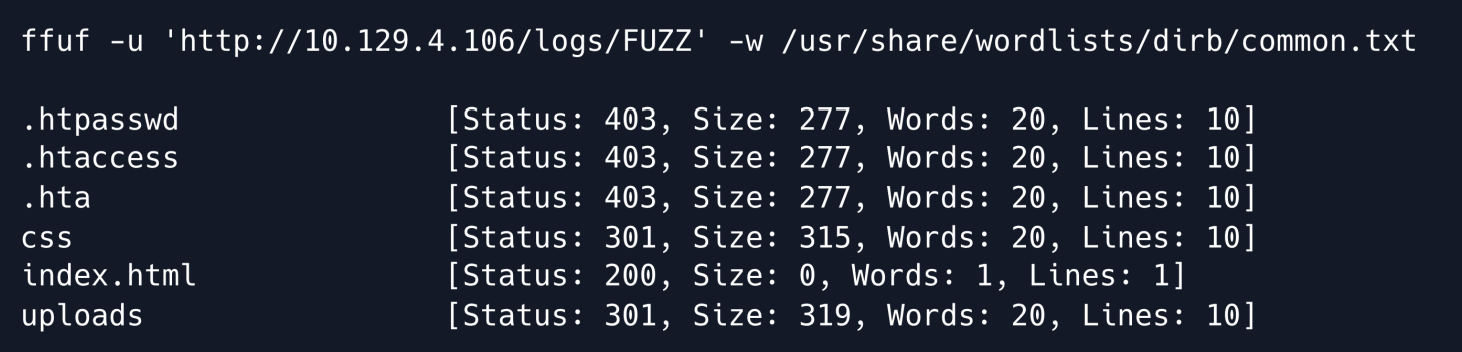 ffuf -u 'http://10.129.4.106/logs/FUZZ' -w /usr/share/wordlists/dirb/common.txt
.htpasswd [Status: 403, Size: 277, Words: 20, Lines: 10]
.htaccess [Status: 403, Size: 277, Words: 20, Lines: 10]
.hta [Status: 403, Size: 277, Words: 20, Lines: 10]
css [Status: 301, Size: 315, Words: 20, Lines: 10]
index.html [Status: 200, Size: 0, Words: 1, Lines: 1]
uploads [Status: 301, Size: 319, Words: 20, Lines: 10]